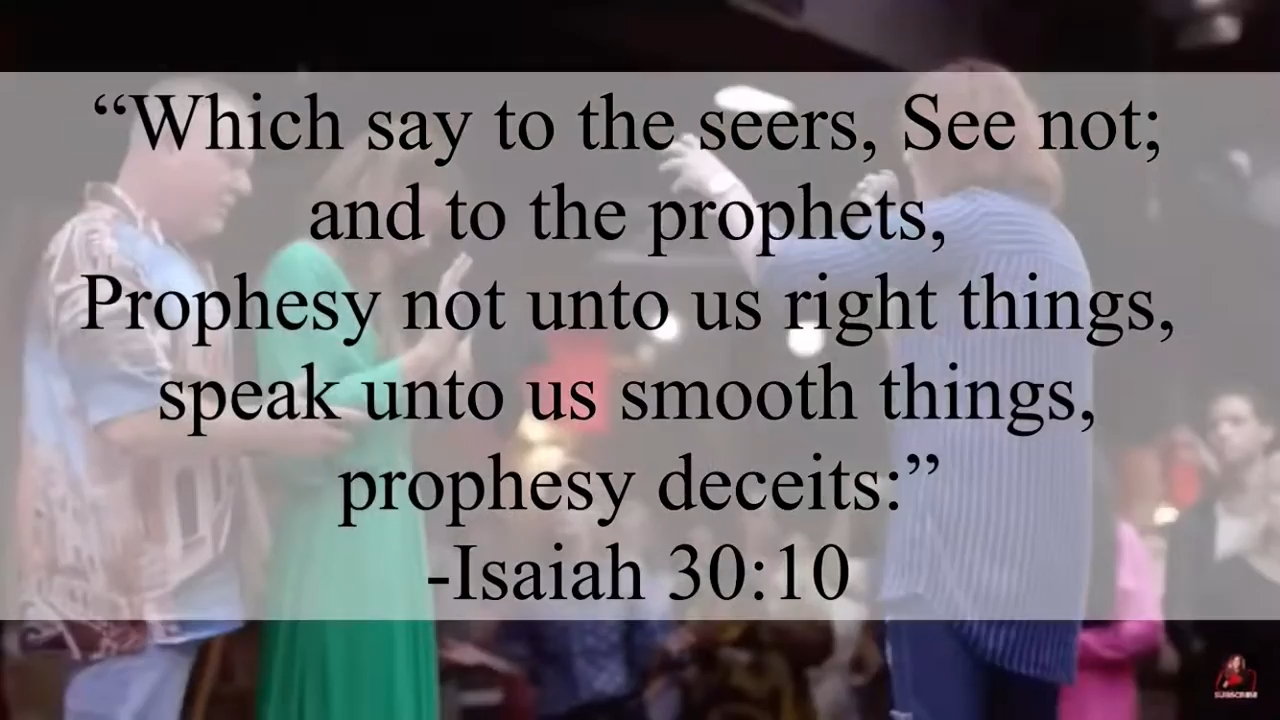 “Which say to the seers, See not;
and to the prophets,
Prophesy not unto us right things,
speak unto us smooth things,
prophesy deceits:”
-Isaiah 30:10
SUBSCRIBE